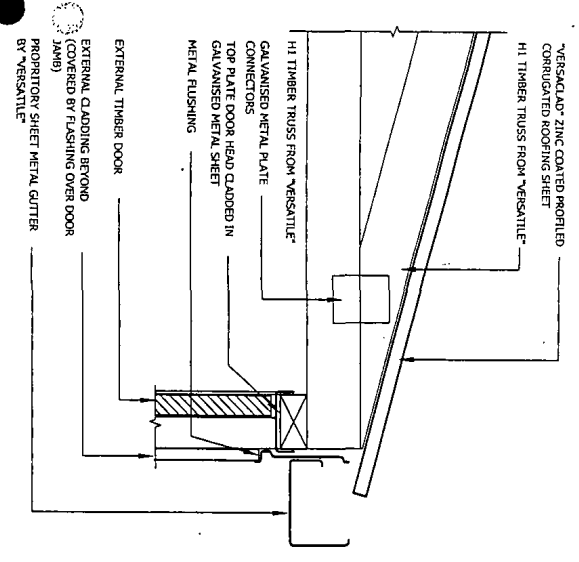 "VERSACLAD" ZINC COATED PROFILED
CORRUGATED ROOFING SHEET
H1 TIMBER TRUSS FROM "VERSATILE"
H1 TIMBER TRUSS FROM "VERSATILE"
GALVANISED METAL PLATE
CONNECTORS
TOP PLATE DOOR HEAD CLADDED IN
GALVANISED METAL SHEET
METAL FLUSHING
EXTERNAL TIMBER DOOR
EXTERNAL CLADDING BEYOND
(COVERED BY FLASHING OVER DOOR
JAMB)
PROPRITORY SHEET METAL GUTTER
BY "VERSATILE"